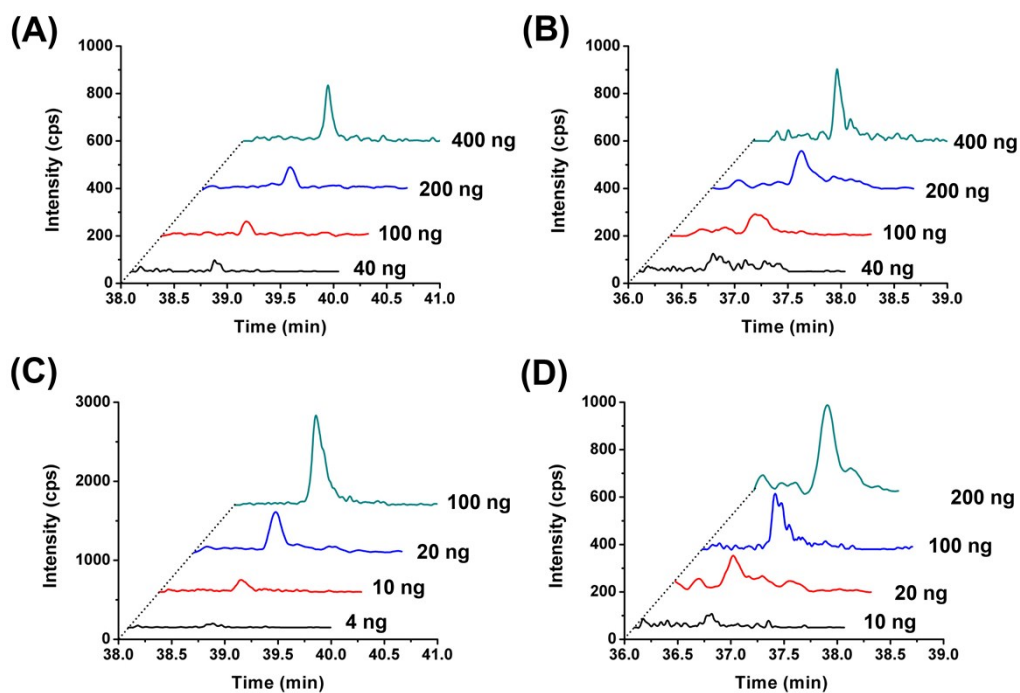 (A)
Intensity (cps)
1000
800
600
400
200
0
400 ng
200 ng
100 ng
40 ng
38.0 38.5 39.0 39.5 40.0 40.5 41.0
Time (min)
(B)
Intensity (cps)
1000
800
600
400
200
0
400 ng
200 ng
100 ng
40 ng
36.0 36.5 37.0 37.5 38.0 38.5 39.0
Time (min)
(C)
Intensity (cps)
3000
2000
1000
0
100 ng
20 ng
10 ng
4 ng
38.0 38.5 39.0 39.5 40.0 40.5 41.0
Time (min)
(D)
Intensity (cps)
1000
800
600
400
200
0
200 ng
100 ng
20 ng
10 ng
36.0 36.5 37.0 37.5 38.0 38.5 39.0
Time (min)